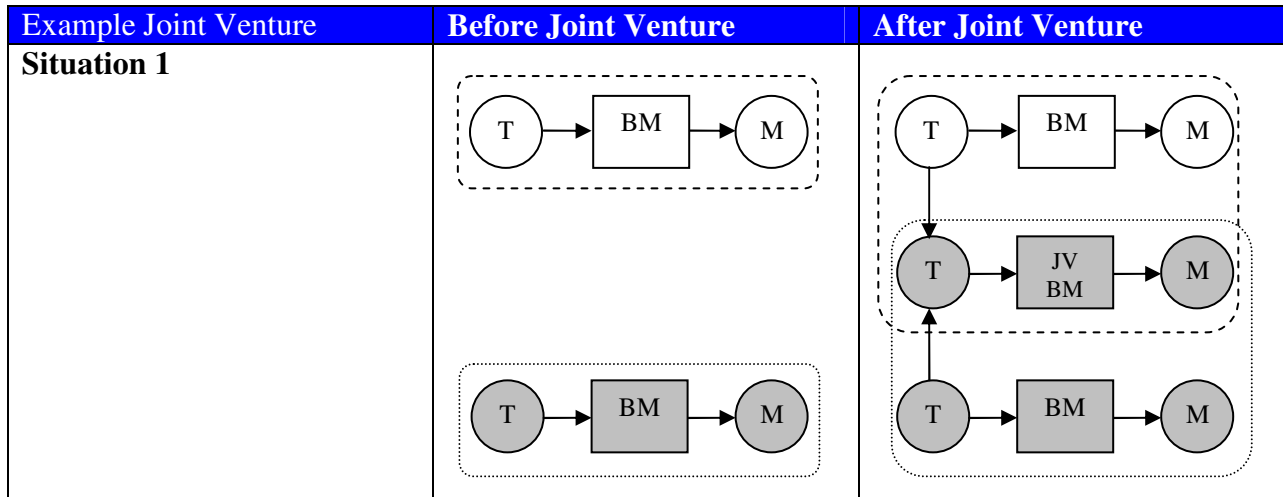 Example Joint Venture
Before Joint Venture
After Joint Venture
Situation 1
T
BM
M
T
BM
M
T
JV
BM
M
T
BM
M
T
BM
M